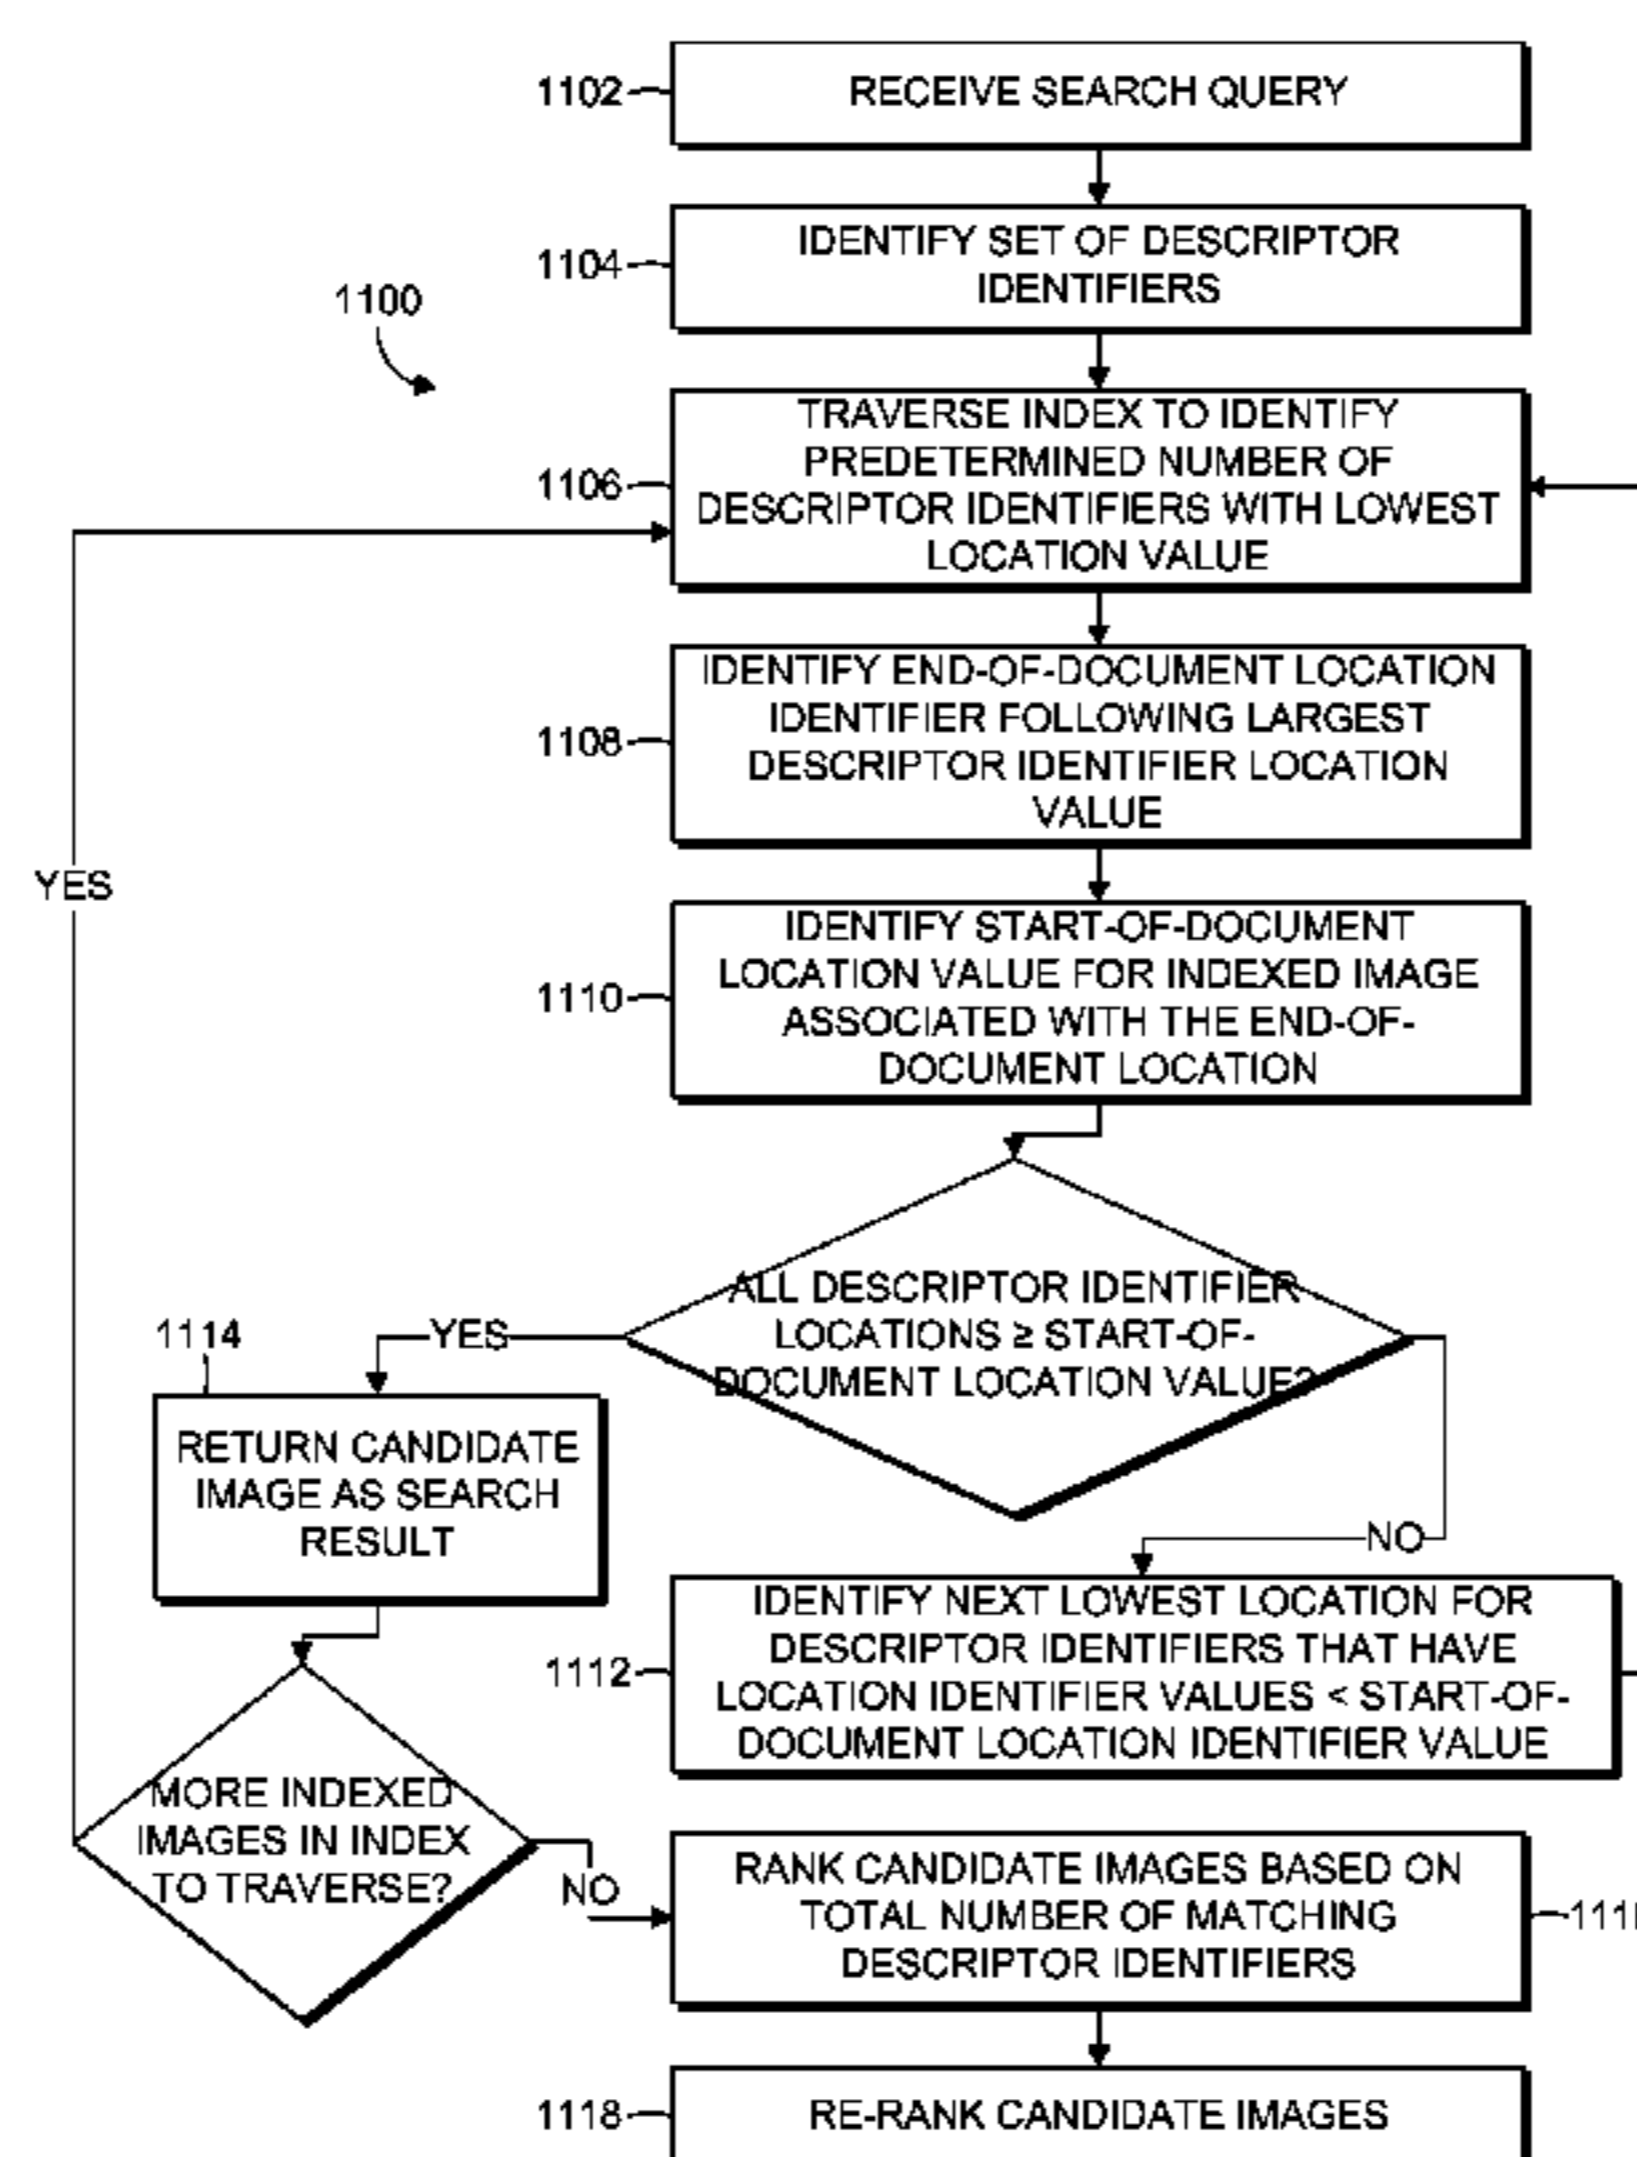 1102
RECEIVE SEARCH QUERY
1104
IDENTIFY SET OF DESCRIPTOR
IDENTIFIERS
1100
1106
TRAVERSE INDEX TO IDENTIFY
PREDETERMINED NUMBER OF
DESCRIPTOR IDENTIFIERS WITH LOWEST
LOCATION VALUE
1108
IDENTIFY END-OF-DOCUMENT LOCATION
IDENTIFIER FOLLOWING LARGEST
DESCRIPTOR IDENTIFIER LOCATION
VALUE
YES
1110
IDENTIFY START-OF-DOCUMENT
LOCATION VALUE FOR INDEXED IMAGE
ASSOCIATED WITH THE END-OF-
DOCUMENT LOCATION
ALL DESCRIPTOR IDENTIFIER
LOCATIONS ≥ START-OF-
DOCUMENT LOCATION VALUE?
YES
1114
RETURN CANDIDATE
IMAGE AS SEARCH
RESULT
NO
1112
IDENTIFY NEXT LOWEST LOCATION FOR
DESCRIPTOR IDENTIFIERS THAT HAVE
LOCATION IDENTIFIER VALUES < START-OF-
DOCUMENT LOCATION IDENTIFIER VALUE
MORE INDEXED
IMAGES IN INDEX
TO TRAVERSE?
NO
RANK CANDIDATE IMAGES BASED ON
TOTAL NUMBER OF MATCHING
DESCRIPTOR IDENTIFIERS
1118
RE-RANK CANDIDATE IMAGES